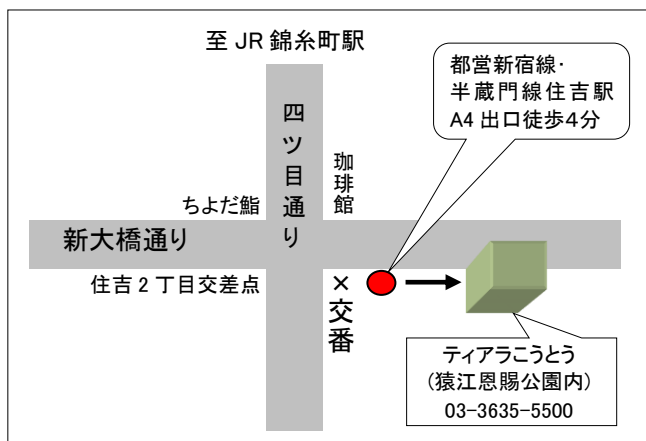 至 JR 錦糸町駅
都営新宿線・
半蔵門線住吉駅
A4 出口徒歩4分
四ツ目通り
珈琲館
ちよだ鮨
新大橋通り
住吉 2 丁目交差点
×交番
ティアラこうとう
(猿江恩賜公園内)
03-3635-5500